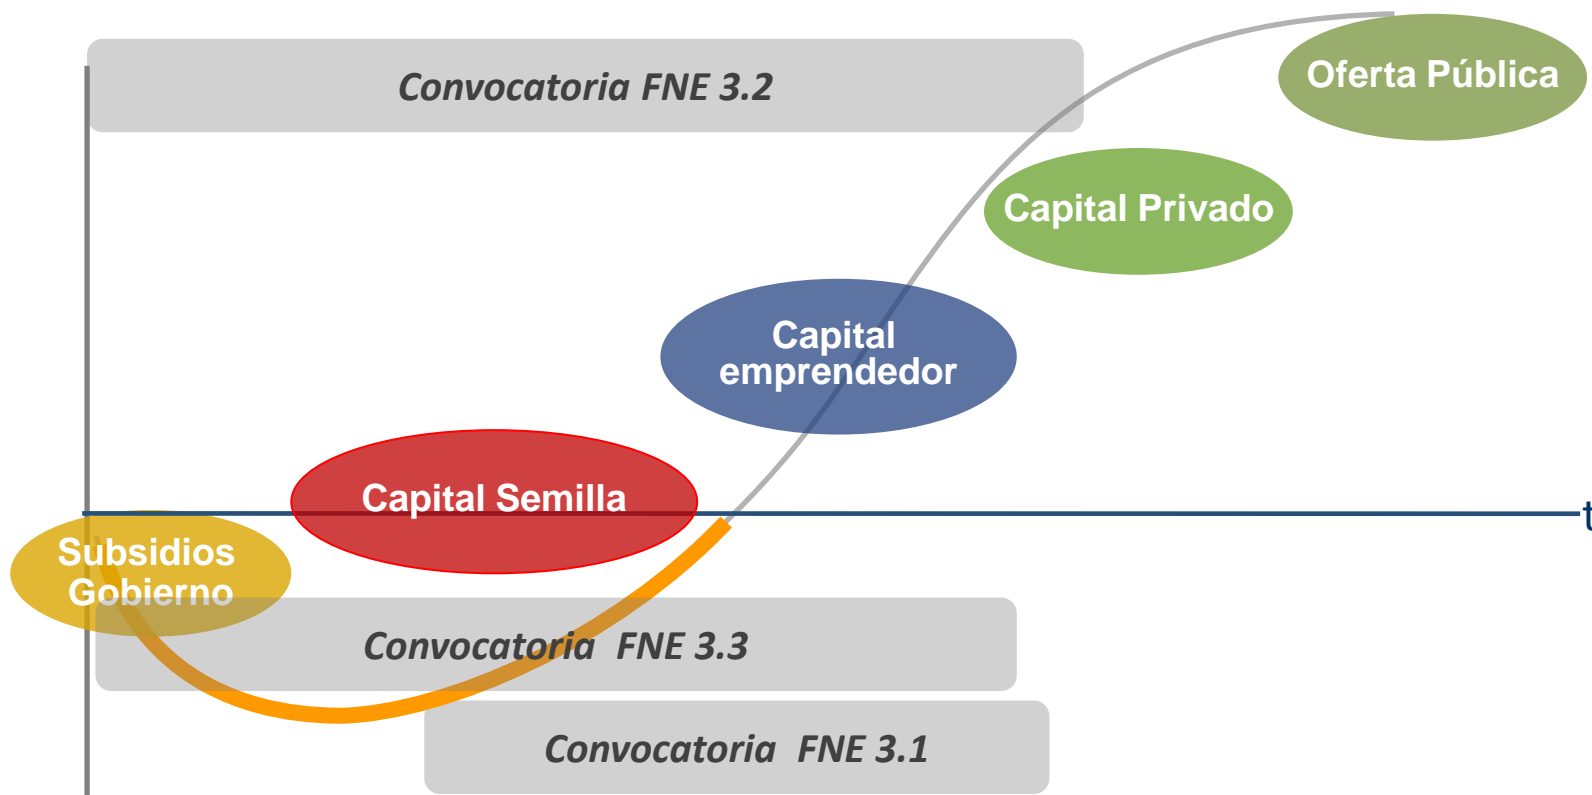 Convocatoria FNE 3.2
Oferta Pública
Capital Privado
Capital
emprendedor
Capital Semilla
t
Subsidios
Gobierno
Convocatoria FNE 3.3
Convocatoria FNE 3.1